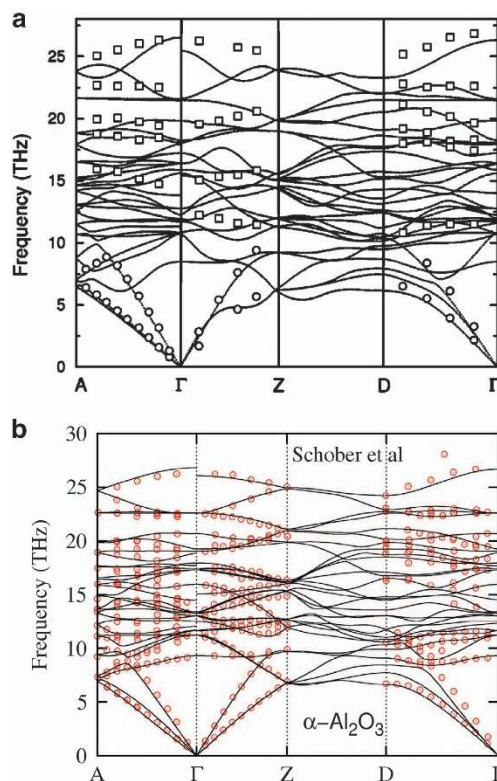 a
25
20
15
10
5
0
Frequency (THz)
A Γ Z D Γ
b
30
25
20
15
10
5
0
Frequency (THz)
Schober et al
α−Al₂O₃
A Γ Z D Γ